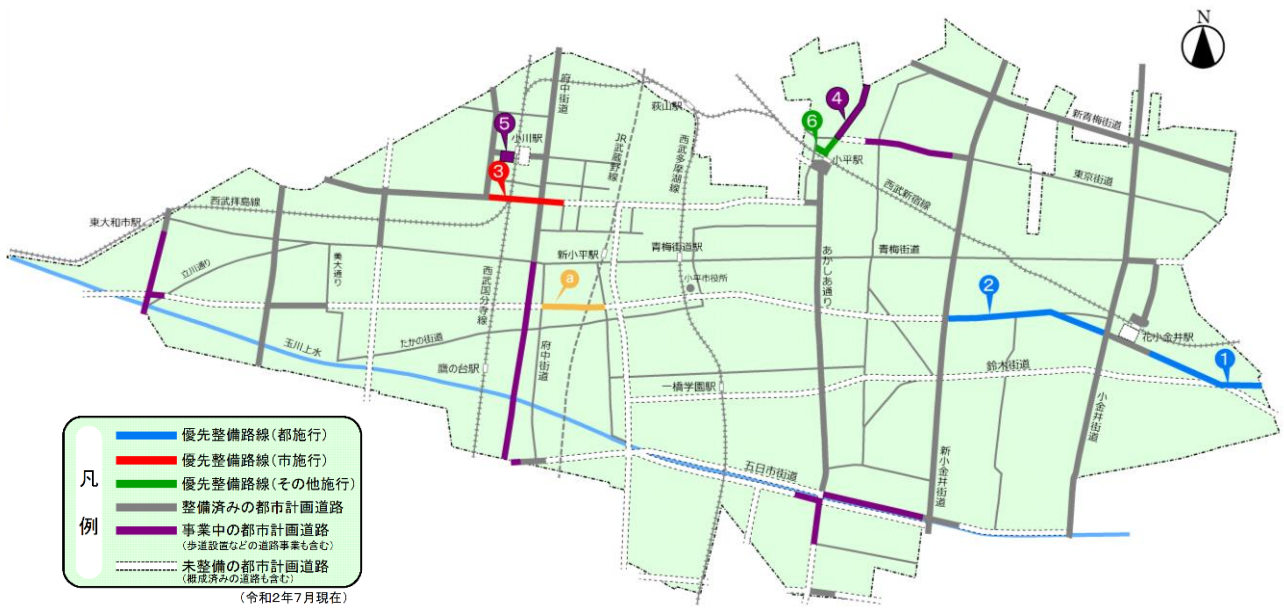 N
新青梅街道
府中街道
萩山駅
4
6
小平駅
5
小川駅
JR武蔵野線
西武多摩湖線
3
東京街道
西武新宿線
西武拝島線
東大和市駅
立川通り
美大通り
新小平駅
青梅街道駅
青梅街道
あかしあ通り
小平市役所
西武国分寺線
a
2
花小金井駅
玉川上水
たかの街道
府中街道
鷹の台駅
一橋学園駅
鈴木街道
1
小金井街道
新小金井街道
五日市街道
凡例
優先整備路線(都施行)
優先整備路線(市施行)
優先整備路線(その他施行)
整備済みの都市計画道路
事業中の都市計画道路
(歩道設置などの道路事業も含む)
未整備の都市計画道路
(概成済みの道路も含む)
(令和2年7月現在)